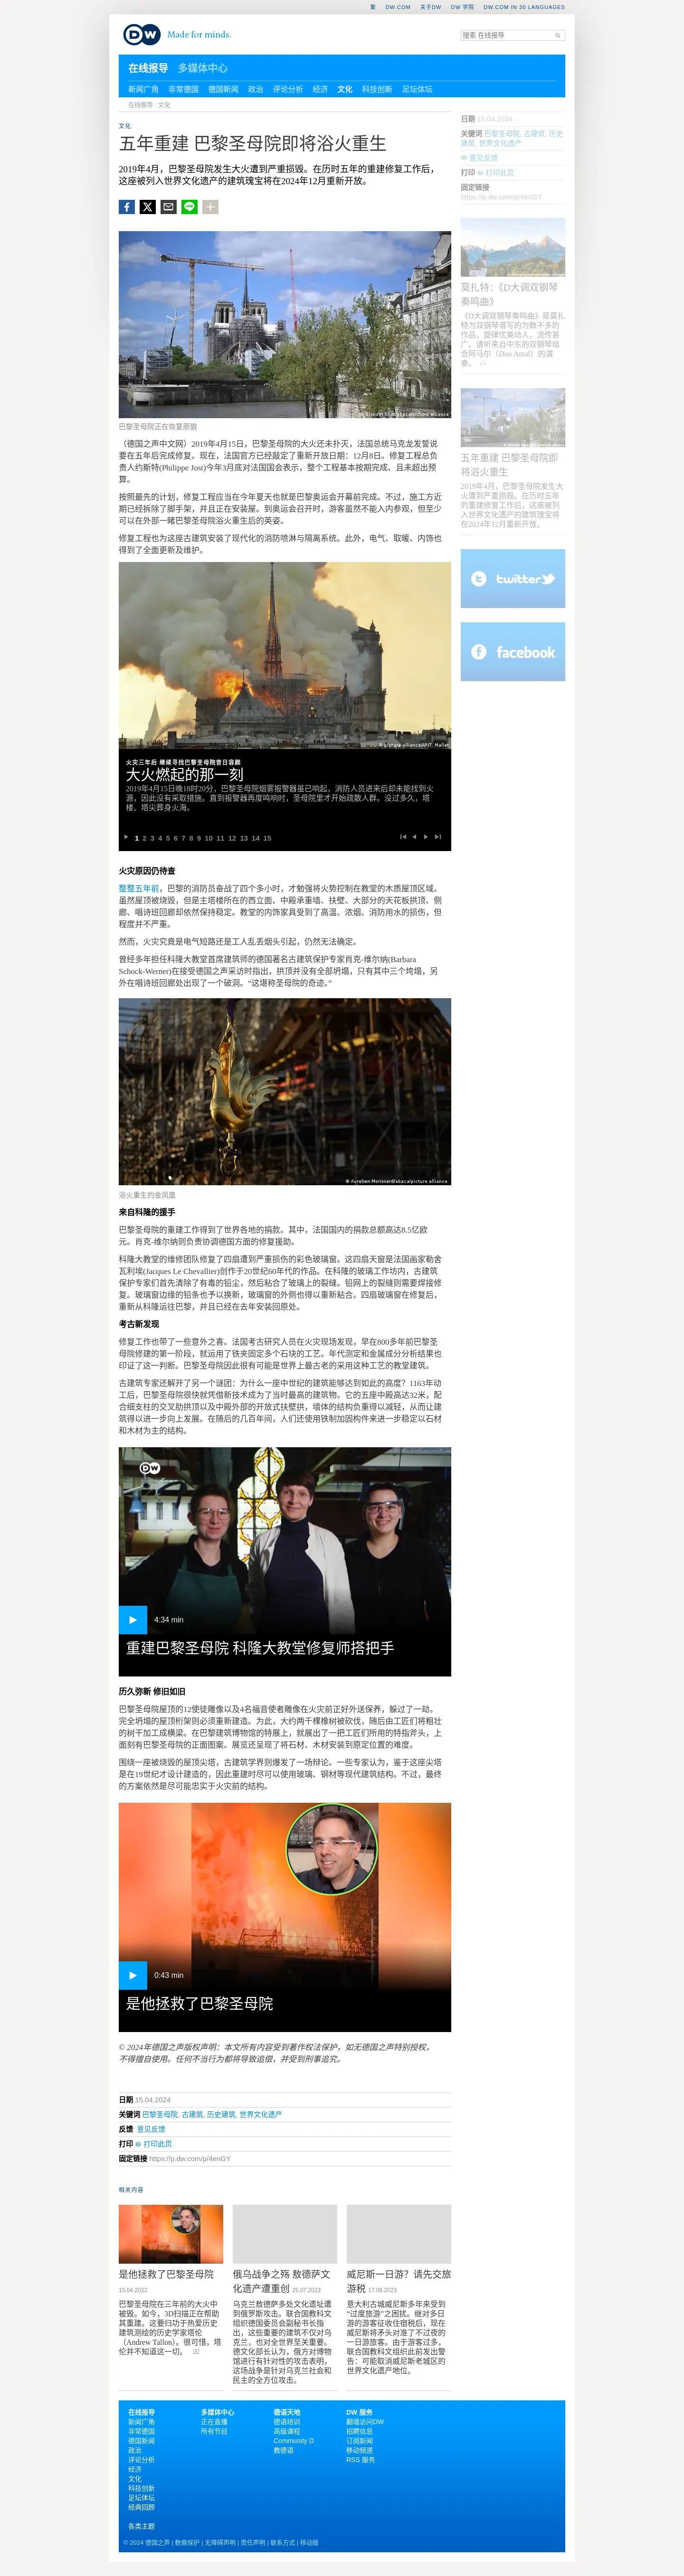 繁 DW.COM 关于DW DW 学院 DW.COM IN 30 LANGUAGES
DW Made for minds.
搜索 在线报导
在线报导 多媒体中心
新闻广角 非常德国 德国新闻 政治 评论分析 经济 文化 科技创新 足坛体坛
在线报导 / 文化
文化
五年重建 巴黎圣母院即将浴火重生
2019年4月，巴黎圣母院发生大火遭到严重损毁。在历时五年的重建修复工作后，
这座被列入世界文化遗产的建筑瑰宝将在2024年12月重新开放。
巴黎圣母院正在恢复原貌
（德国之声中文网）2019年4月15日，巴黎圣母院的大火还未扑灭，法国总统马克龙发誓说
要在五年后完成修复。现在，法国官方已经敲定了重新开放日期：12月8日。修复工程总负
责人约斯特(Philippe Jost)今年3月底对法国国会表示，整个工程基本按期完成、且未超出预
算。
按照最先的计划，修复工程应当在今年夏天也就是巴黎奥运会开幕前完成。不过，施工方近
期已经拆除了脚手架，并且正在安装屋。到奥运会召开时，游客虽然不能入内参观，但至少
可以在外部一睹巴黎圣母院浴火重生后的英姿。
修复工程也为这座古建筑安装了现代化的消防喷淋与隔离系统。此外，电气、取暖、内饰也
得到了全面更新及维护。
© picture alliance/AP/T. Mallet
火灾三年后 继续寻找巴黎圣母院昔日容颜
大火燃起的那一刻
2019年4月15日晚18时20分，巴黎圣母院烟雾报警器虽已响起，消防人员进来后却未能找到火
源，因此没有采取措施。直到报警器再度呜响时，圣母院里才开始疏散人群。没过多久，塔
楼、塔尖葬身火海。
1 2 3 4 5 6 7 8 9 10 11 12 13 14 15
火灾原因仍待查
整整五年前，巴黎的消防员奋战了四个多小时，才勉强将火势控制在教堂的木质屋顶区域。
虽然屋顶被烧毁，但是主塔楼所在的西立面、中殿承重墙、扶壁、大部分的天花板拱顶、侧
廊、唱诗班回廊却依然保持稳定。教堂的内饰家具受到了高温、浓烟、消防用水的损伤，但
程度并不严重。
然而，火灾究竟是电气短路还是工人乱丢烟头引起，仍然无法确定。
曾经多年担任科隆大教堂首席建筑师的德国著名古建筑保护专家肖克-维尔纳(Barbara
Schock-Werner)在接受德国之声采访时指出，拱顶并没有全部坍塌，只有其中三个垮塌，另
外在唱诗班回廊处出现了一个破洞。“这堪称圣母院的奇迹。”
© Aurelien Morissard/abaca/picture alliance
浴火重生的金凤凰
来自科隆的援手
巴黎圣母院的重建工作得到了世界各地的捐款。其中，法国国内的捐款总额高达8.5亿欧
元。肖克-维尔纳则负责协调德国方面的修复援助。
科隆大教堂的维修团队修复了四扇遭到严重损伤的彩色玻璃窗。这四扇天窗是法国画家勒舍
瓦利埃(Jacques Le Chevallier)创作于20世纪60年代的作品。在科隆的玻璃工作坊内，古建筑
保护专家们首先清除了有毒的铅尘，然后粘合了玻璃上的裂缝。铅网上的裂缝则需要焊接修
复。玻璃窗边缘的铅条也予以换新，玻璃窗的外侧也得以重新粘合。四扇玻璃窗在修复后，
重新从科隆运往巴黎，并且已经在去年安装回原处。
考古新发现
修复工作也带了一些意外之喜。法国考古研究人员在火灾现场发现，早在800多年前巴黎圣
母院修建的第一阶段，就运用了铁夹固定多个石块的工艺。年代测定和金属成分分析结果也
印证了这一判断。巴黎圣母院因此很有可能是世界上最古老的采用这种工艺的教堂建筑。
古建筑专家还解开了另一个谜团：为什么一座中世纪的建筑能够达到如此的高度？1163年动
工后，巴黎圣母院很快就凭借新技术成为了当时最高的建筑物。它的五座中殿高达32米，配
合细支柱的交叉肋拱顶以及中殿外部的开放式扶壁拱，墙体的结构负重得以减轻，从而让建
筑得以进一步向上发展。在随后的几百年间，人们还使用铁制加固构件来进一步稳定以石材
和木材为主的结构。
DW
4:34 min
重建巴黎圣母院 科隆大教堂修复师搭把手
历久弥新 修旧如旧
巴黎圣母院屋顶的12使徒雕像以及4名福音使者雕像在火灾前正好外送保养，躲过了一劫。
完全坍塌的屋顶桁架则必须重新建造。为此，大约两千棵橡树被砍伐，随后由工匠们将粗壮
的树干加工成横梁。在巴黎建筑博物馆的特展上，就展出了一把工匠们所用的特指斧头，上
面刻有巴黎圣母院的正面图案。展览还呈现了将石材、木材安装到原定位置的难度。
围绕一座被烧毁的屋顶尖塔，古建筑学界则爆发了一场辩论。一些专家认为，鉴于这座尖塔
是在19世纪才设计建造的，因此重建时尽可以使用玻璃、钢材等现代建筑结构。不过，最终
的方案依然是尽可能忠实于火灾前的结构。
0:43 min
是他拯救了巴黎圣母院
© 2024年德国之声版权声明：本文所有内容受到著作权法保护，如无德国之声特别授权，
不得擅自使用。任何不当行为都将导致追偿，并受到刑事追究。
日期 15.04.2024
关键词 巴黎圣母院, 古建筑, 历史建筑, 世界文化遗产
反馈: 意见反馈
打印 打印此页
固定链接 https://p.dw.com/p/4enGY
相关内容
是他拯救了巴黎圣母院
15.04.2022
巴黎圣母院在三年前的大火中
被毁。如今，3D扫描正在帮助
其重建。这要归功于热爱历史
建筑测绘的历史学家塔伦
（Andrew Tallon）。很可惜，塔
伦并不知道这一切。
俄乌战争之殇 敖德萨文
化遗产遭重创 25.07.2023
乌克兰敖德萨多处文化遗址遭
到俄罗斯攻击。联合国教科文
组织德国委员会副秘书长指
出，这些重要的建筑不仅对乌
克兰，也对全世界至关重要。
德文化部长认为，俄方对博物
馆进行有针对性的攻击表明，
这场战争是针对乌克兰社会和
民主的全方位攻击。
威尼斯一日游？请先交旅
游税 17.09.2023
意大利古城威尼斯多年来受到
“过度旅游”之困扰。继对多日
游的游客征收住宿税后，现在
威尼斯将矛头对准了不过夜的
一日游旅客。由于游客过多，
联合国教科文组织此前发出警
告：可能取消威尼斯老城区的
世界文化遗产地位。
日期 15.04.2024
关键词 巴黎圣母院, 古建筑, 历史
建筑, 世界文化遗产
意见反馈
打印 打印此页
固定链接
https://p.dw.com/p/4enGY
莫扎特：《D大调双钢琴
奏鸣曲》
《D大调双钢琴奏鸣曲》是莫扎
特为双钢琴谱写的为数不多的
作品，旋律优美动人，流传甚
广。请听来自中东的双钢琴组
合阿马尔（Duo Amal）的演
奏。
五年重建 巴黎圣母院即
将浴火重生
2019年4月，巴黎圣母院发生大
火遭到严重损毁。在历时五年
的重建修复工作后，这座被列
入世界文化遗产的建筑瑰宝将
在2024年12月重新开放。
twitter
facebook
在线报导
新闻广角
非常德国
德国新闻
政治
评论分析
经济
文化
科技创新
足坛体坛
经典回顾
各类主题
多媒体中心
正在直播
所有节目
德语天地
德语培训
高级课程
Community D
教德语
DW 服务
翻墙访问DW
招聘信息
订阅新闻
移动频道
RSS 服务
© 2024 德国之声 | 数据保护 | 无障碍声明 | 责任声明 | 联系方式 | 移动版